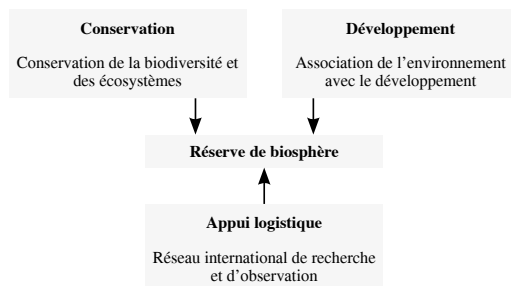 Conservation
Conservation de la biodiversité et
des écosystèmes
Développement
Association de l'environnement
avec le développement
Réserve de biosphère
Appui logistique
Réseau international de recherche
et d'observation